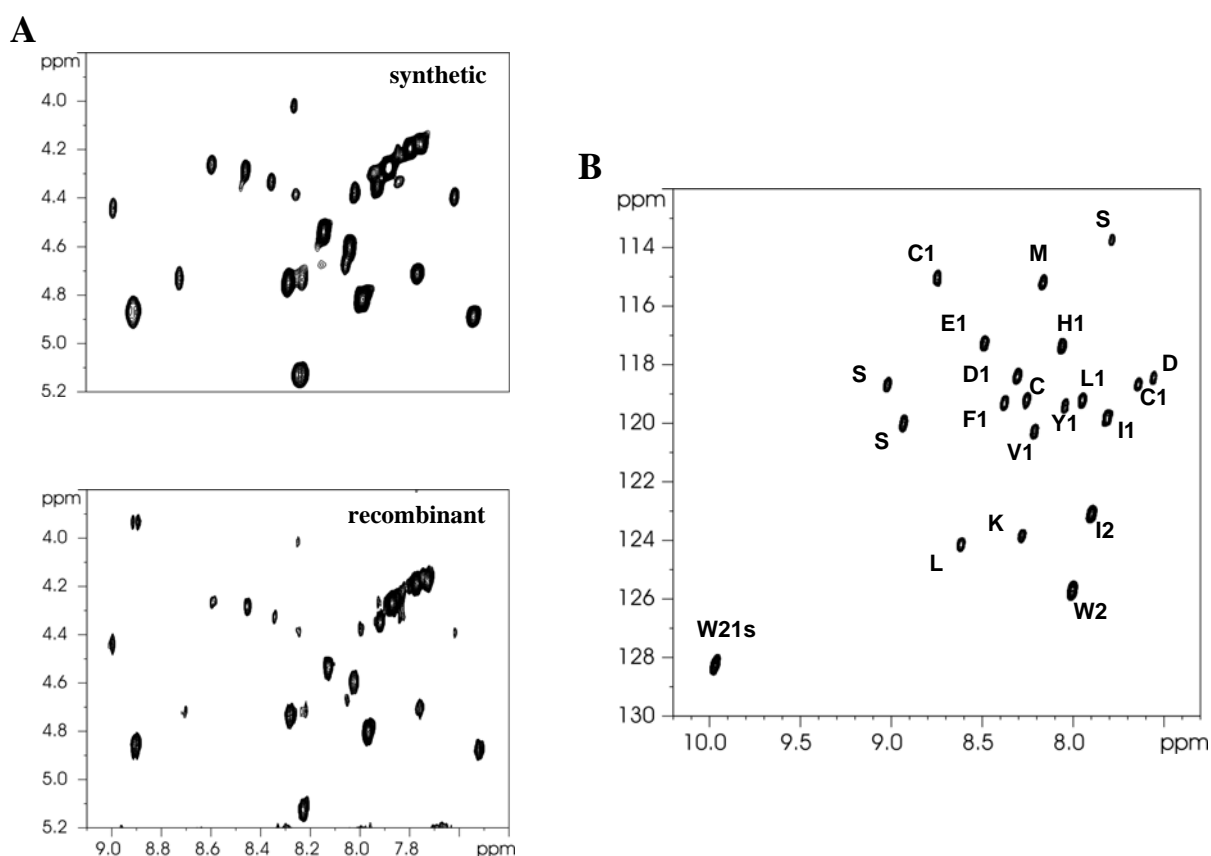 A
ppm
synthetic
4.0
4.2
4.4
4.6
4.8
5.0
5.2
ppm
recombinant
4.0
4.2
4.4
4.6
4.8
5.0
5.2
9.0 8.8 8.6 8.4 8.2 8.0 7.8 ppm
B
ppm
S
114
C1 M
116
E1 H1
118
S D1 C L1 D
F1 Y1 C1
120
S V1 I1
122
K
124
L I2
126
W2
W21s
128
130
10.0 9.5 9.0 8.5 8.0 ppm